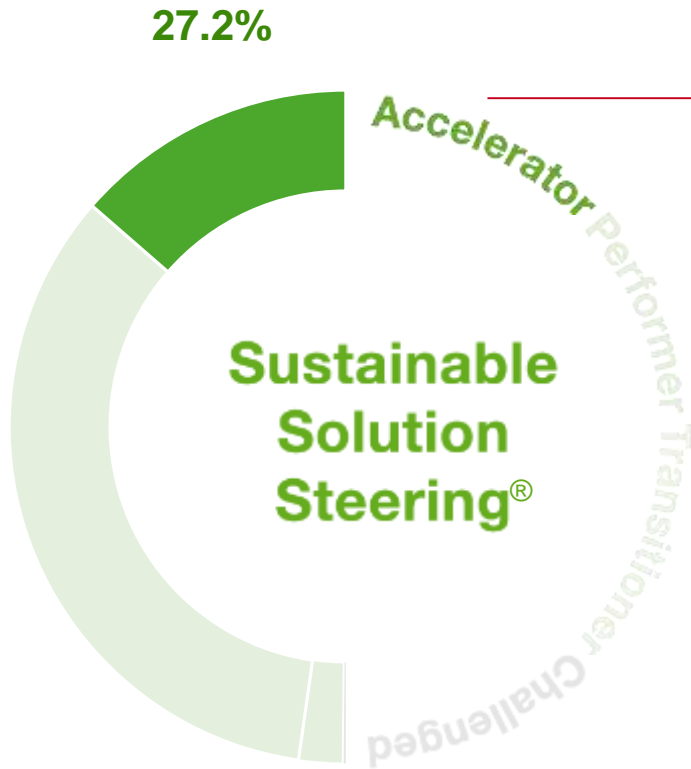 27.2%
Accelerator
Performer
Transitioner
Challenged
Sustainable
Solution
Steering®